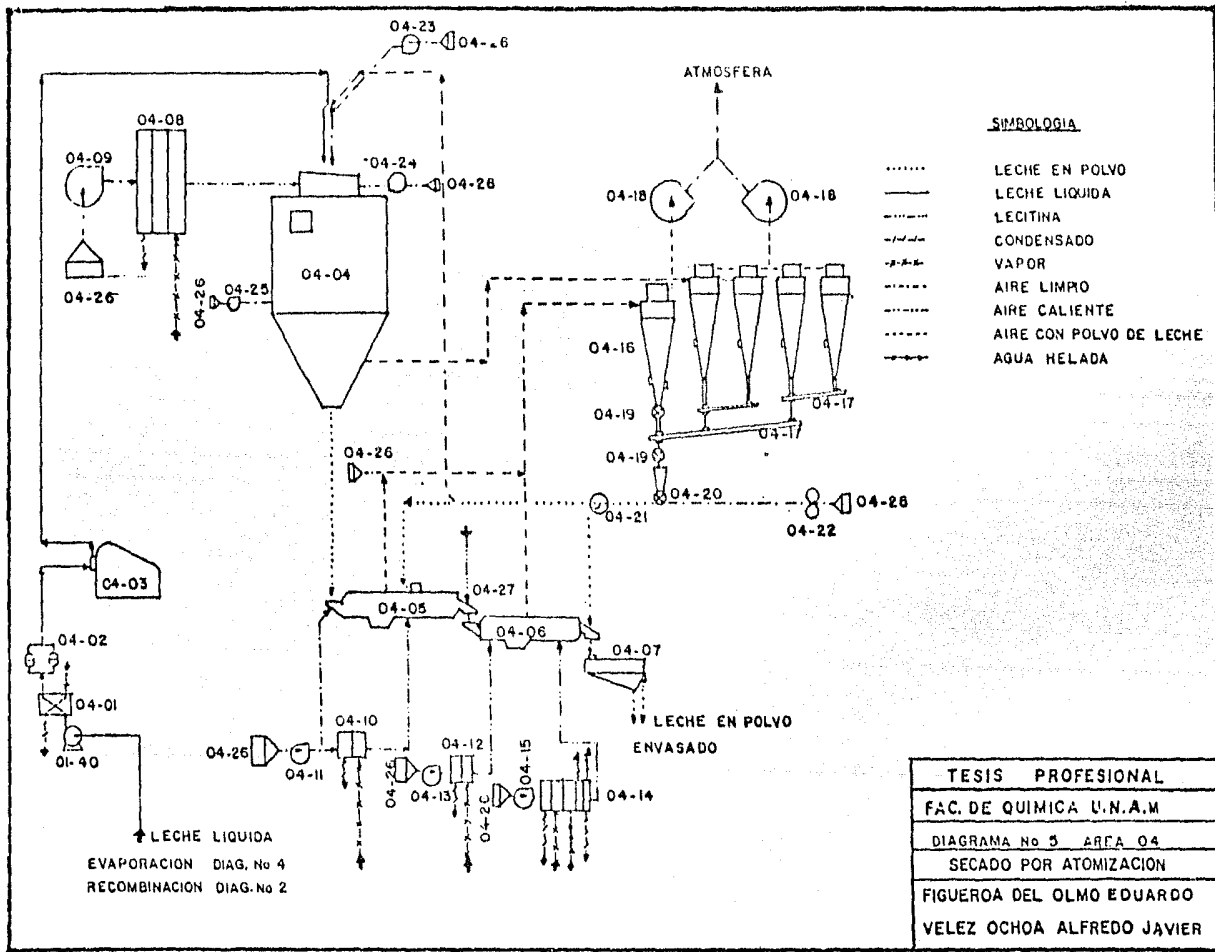 04-23
04-26
ATMOSFERA
04-08
04-09
04-24
04-28
04-18
04-18
04-26
04-04
04-26
04-25
04-16
04-17
04-19
04-17
04-19
04-26
04-20
04-21
04-28
04-22
04-27
04-03
04-05
04-06
04-07
04-02
04-01
01-40
LECHE EN POLVO
ENVASADO
04-10
04-26
04-11
04-26
04-12
04-13
04-15
04-14
LECHE LIQUIDA
EVAPORACION DIAG. No 4
RECOMBINACION DIAG. No 2
SIMBOLOGIA
LECHE EN POLVO
LECHE LIQUIDA
LECITINA
CONDENSADO
VAPOR
AIRE LIMPIO
AIRE CALIENTE
AIRE CON POLVO DE LECHE
AGUA HELADA
TESIS PROFESIONAL
FAC. DE QUIMICA U.N.A.M
DIAGRAMA No 5 AREA 04
SECADO POR ATOMIZACION
FIGUEROA DEL OLMO EDUARDO
VELEZ OCHOA ALFREDO JAVIER